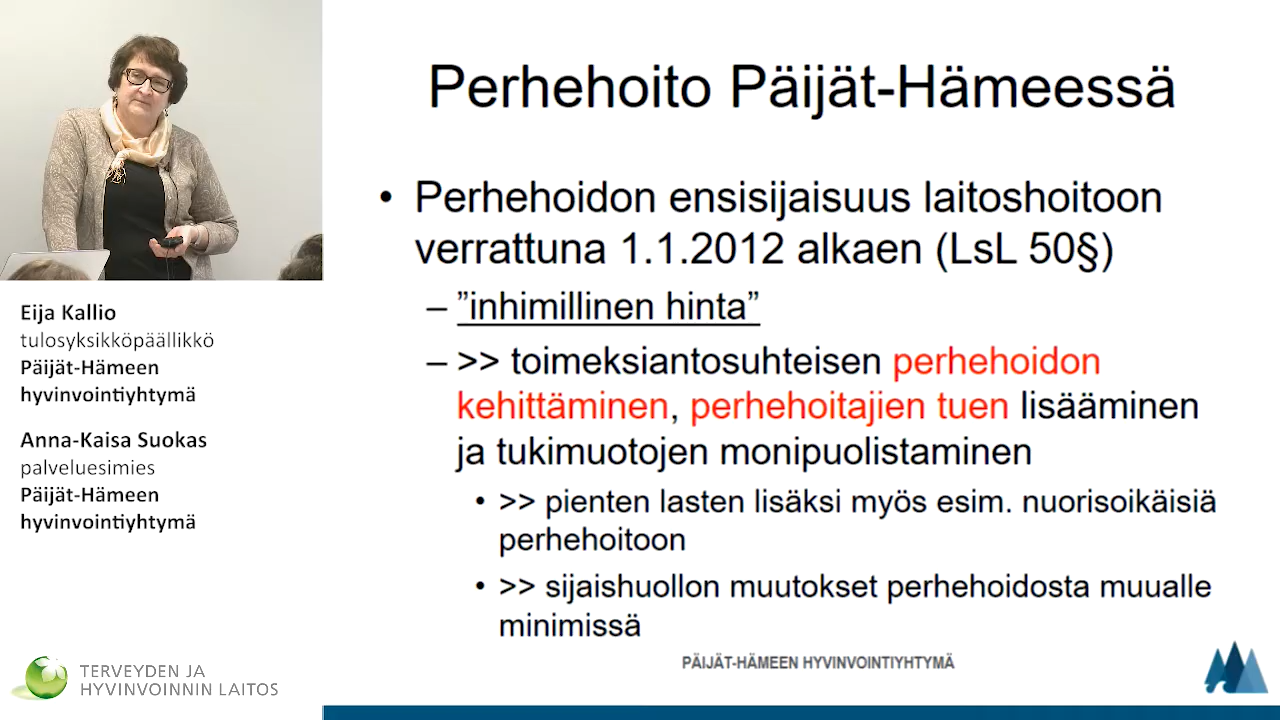 Perhehoito Päijät-Hämeessä
• Perhehoidon ensisijaisuus laitoshoitoon
verrattuna 1.1.2012 alkaen (LsL 50§)
– ”inhimillinen hinta”
– >> toimeksiantosuhteisen perhehoidon
kehittäminen, perhehoitajien tuen lisääminen
ja tukimuotojen monipuolistaminen
• >> pienten lasten lisäksi myös esim. nuorisoikäisiä
perhehoitoon
• >> sijaishuollon muutokset perhehoidosta muualle
minimissä
PÄIJÄT-HÄMEEN HYVINVOINTIYHTYMÄ
Eija Kallio
tulosyksikköpäällikkö
Päijät-Hämeen
hyvinvointiyhtymä
Anna-Kaisa Suokas
palveluesimies
Päijät-Hämeen
hyvinvointiyhtymä
TERVEYDEN JA
HYVINVOINNIN LAITOS